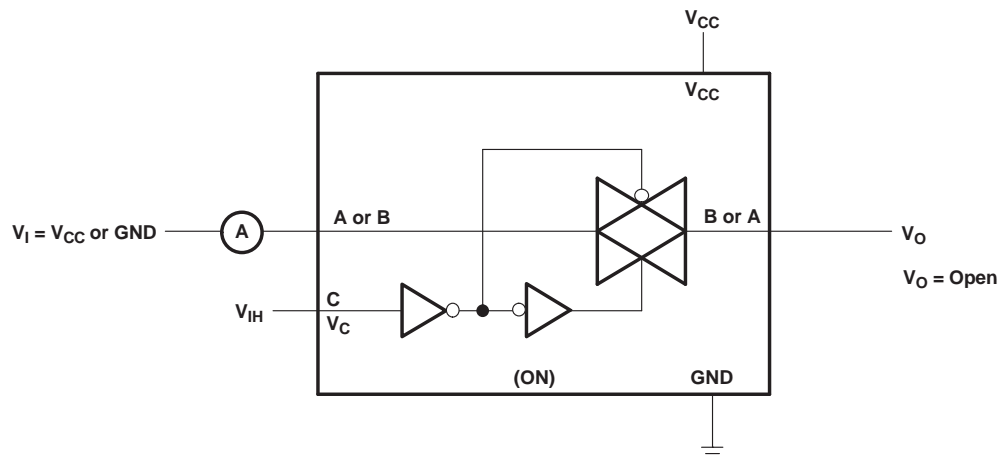 VCC
VCC
VI = VCC or GND
A
A or B
B or A
VO
VO = Open
VIH
C
VC
(ON)
GND